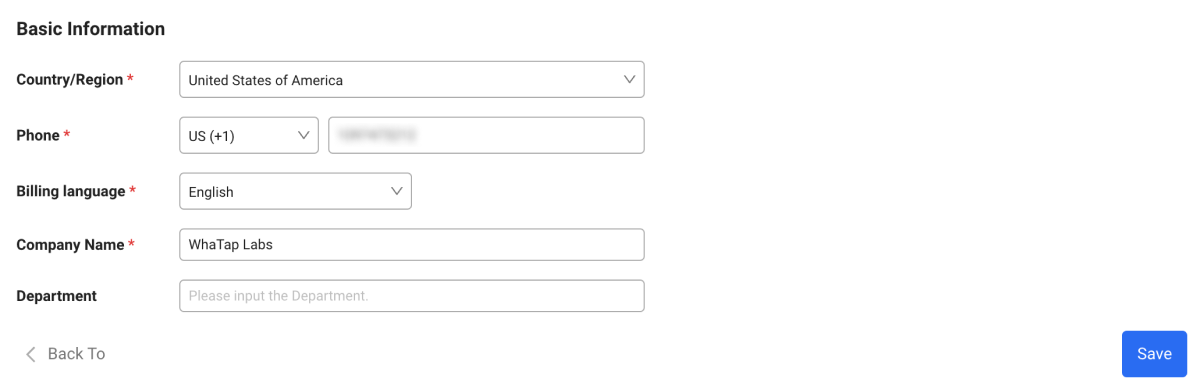 Basic Information
Country/Region * United States of America
Phone * US (+1)
Billing language * English
Company Name * WhaTap Labs
Department Please input the Department.
Back To Save